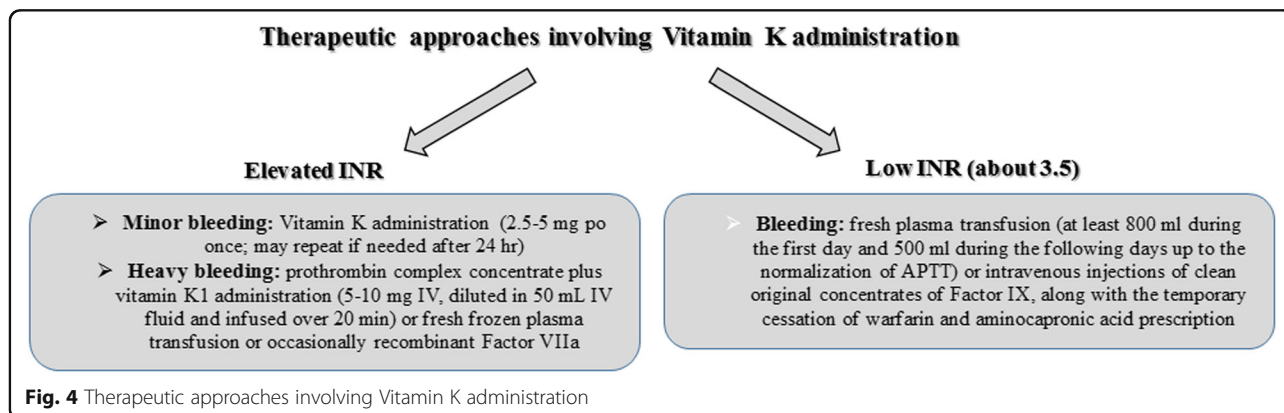 Therapeutic approaches involving Vitamin K administration
Elevated INR
➢ Minor bleeding: Vitamin K administration (2.5-5 mg po
once; may repeat if needed after 24 hr)
➢ Heavy bleeding: prothrombin complex concentrate plus
vitamin K1 administration (5-10 mg IV, diluted in 50 mL IV
fluid and infused over 20 min) or fresh frozen plasma
transfusion or occasionally recombinant Factor VIIa
Low INR (about 3.5)
➢ Bleeding: fresh plasma transfusion (at least 800 ml during
the first day and 500 ml during the following days up to the
normalization of APTT) or intravenous injections of clean
original concentrates of Factor IX, along with the temporary
cessation of warfarin and aminocapronic acid prescription
Fig. 4 Therapeutic approaches involving Vitamin K administration